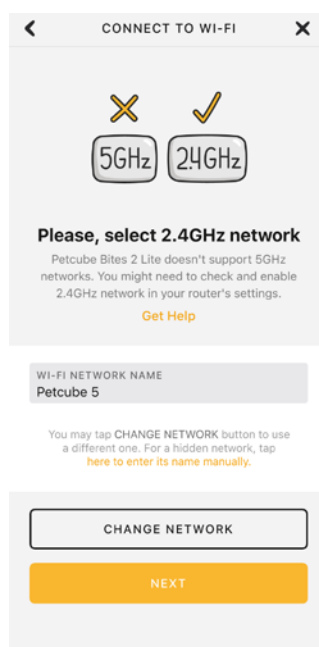 CONNECT TO WI-FI
5GHz 2.4GHz
Please, select 2.4GHz network
Petcube Bites 2 Lite doesn't support 5GHz
networks. You might need to check and enable
2.4GHz network in your router's settings.
Get Help
WI-FI NETWORK NAME
Petcube 5
You may tap CHANGE NETWORK button to use
a different one. For a hidden network, tap
here to enter its name manually.
CHANGE NETWORK
NEXT